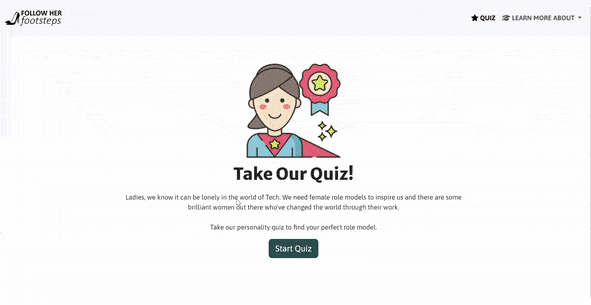 FOLLOW HER
footsteps
QUIZ
LEARN MORE ABOUT
Take Our Quiz!
Ladies, we know it can be lonely in the world of Tech. We need female role models to inspire us and there are some
brilliant women out there who've changed the world through their work.
Take our personality quiz to find your perfect role model.
Start Quiz